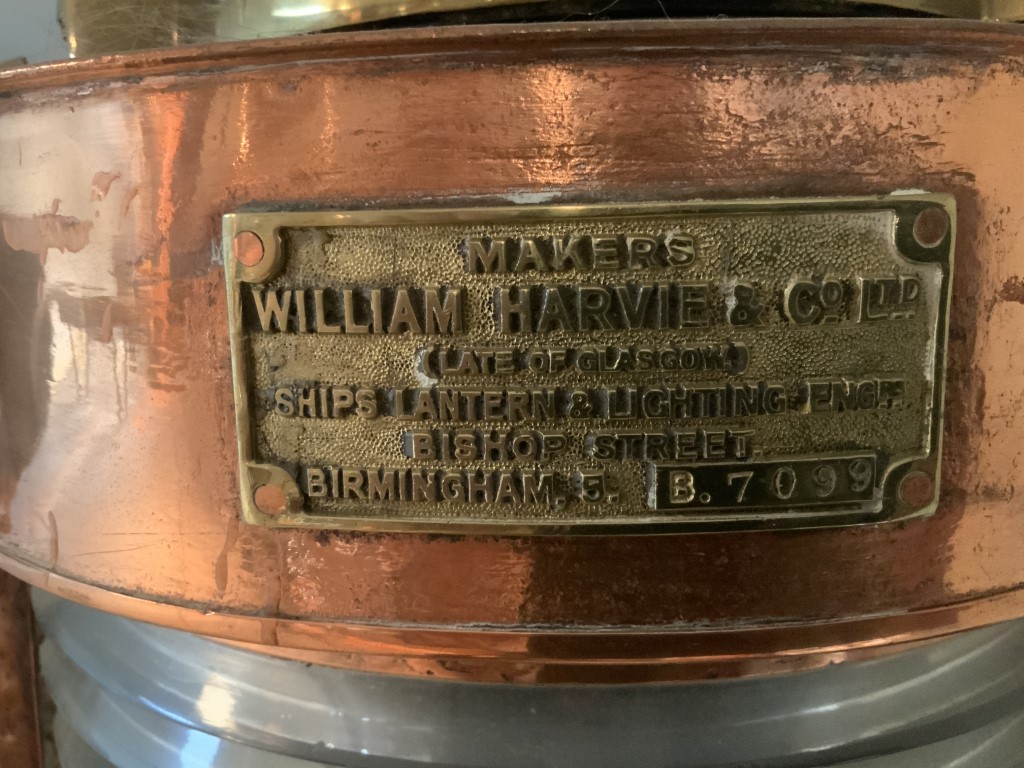 MAKERS
WILLIAM HARVIE & Co LTD
(LATE OF GLASGOW.)
SHIPS LANTERN & LIGHTING ENGRS
BISHOP STREET.
BIRMINGHAM. 5. B. 7099